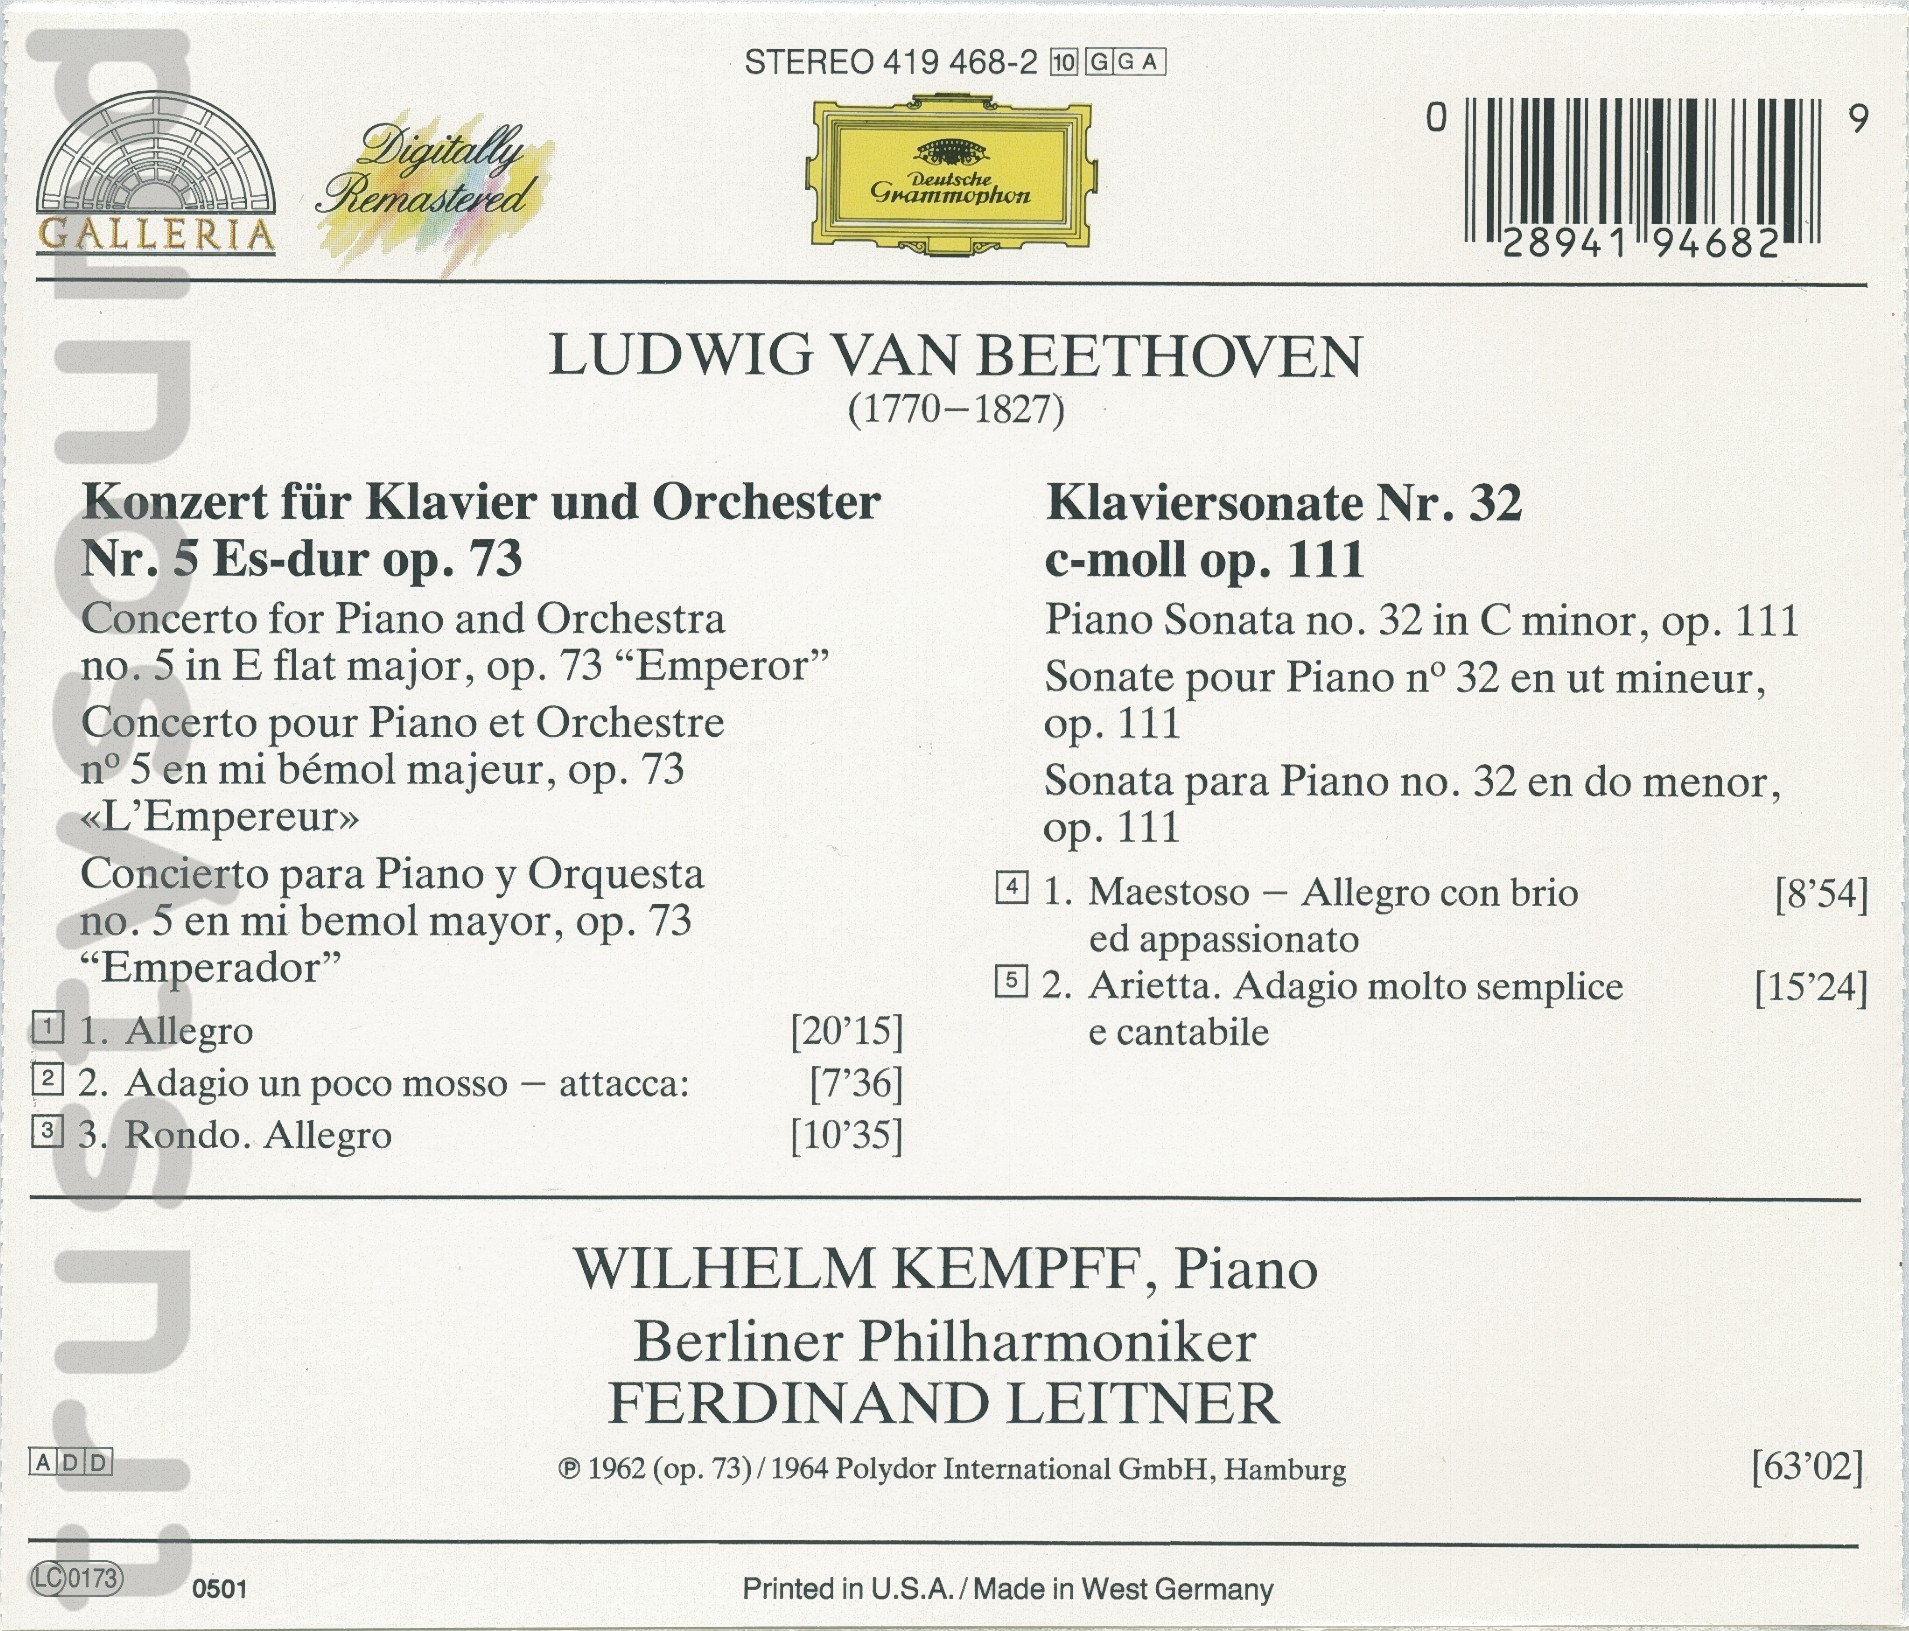 STEREO 419 468-2 10 G G A
GALLERIA
Digitally
Remastered
Deutsche
Grammophon
0 28941 94682 9
LUDWIG VAN BEETHOVEN
(1770–1827)
Konzert für Klavier und Orchester
Nr. 5 Es-dur op. 73
Concerto for Piano and Orchestra
no. 5 in E flat major, op. 73 “Emperor”
Concerto pour Piano et Orchestre
nº 5 en mi bémol majeur, op. 73
«L’Empereur»
Concierto para Piano y Orquesta
no. 5 en mi bemol mayor, op. 73
“Emperador”
1 1. Allegro [20’15]
2 2. Adagio un poco mosso – attacca: [7’36]
3 3. Rondo. Allegro [10’35]
Klaviersonate Nr. 32
c-moll op. 111
Piano Sonata no. 32 in C minor, op. 111
Sonate pour Piano nº 32 en ut mineur,
op. 111
Sonata para Piano no. 32 en do menor,
op. 111
4 1. Maestoso – Allegro con brio [8’54]
ed appassionato
5 2. Arietta. Adagio molto semplice [15’24]
e cantabile
WILHELM KEMPFF, Piano
Berliner Philharmoniker
FERDINAND LEITNER
ADD
℗ 1962 (op. 73) / 1964 Polydor International GmbH, Hamburg [63’02]
LC 0173
0501
Printed in U.S.A. / Made in West Germany
trustysound